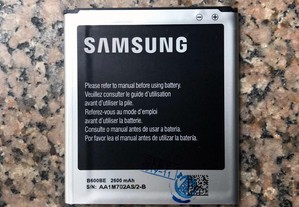 SAMSUNG
Please refer to manual before using battery.
Veuillez consulter le guide d'utilisation
avant d'utiliser la pile.
Referez-vous au mode d'emploi
avant d'utiliser la batterie.
Consulte o manual antes de usar a bateria.
Por favor lea el manual antes de utilizar la batería.
B600BE 2600 mAh
S/N: AA1M702AS/2-B